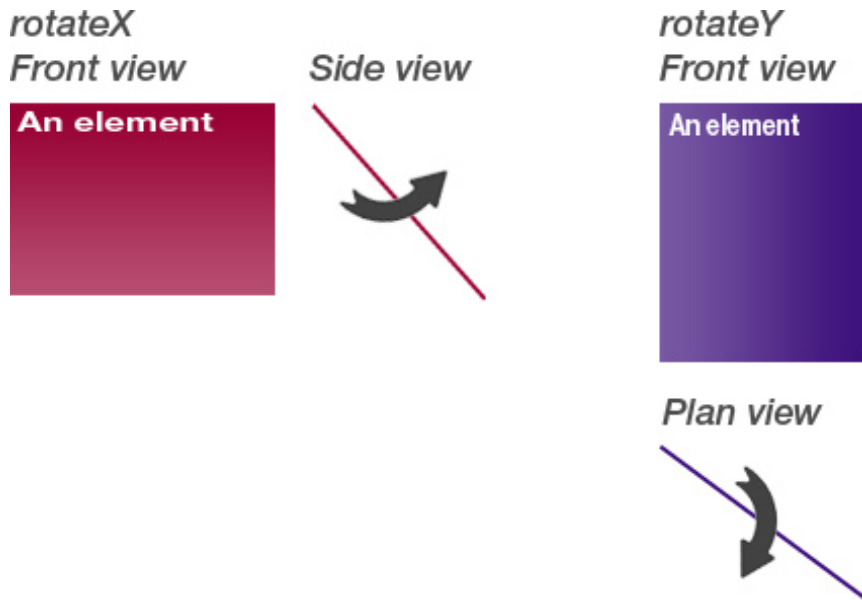 rotateX
Front view
Side view
An element
rotateY
Front view
An element
Plan view